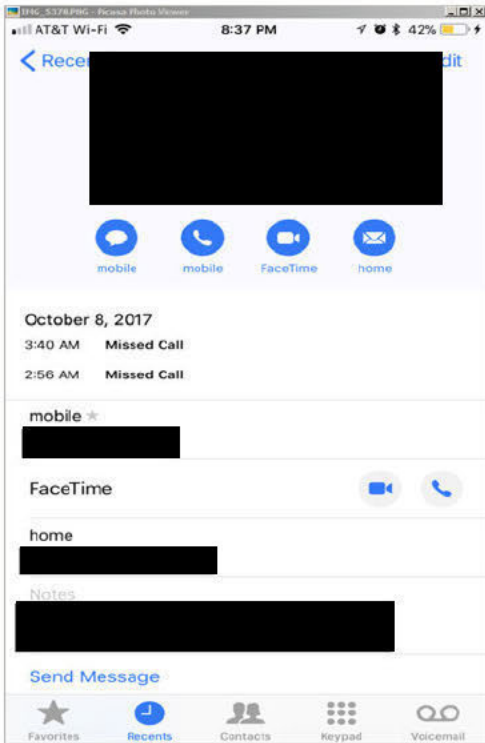 IMG_5378.PNG - Picasa Photo Viewer
AT&T Wi-Fi 8:37 PM 42%
Recen dit
mobile mobile FaceTime home
October 8, 2017
3:40 AM Missed Call
2:56 AM Missed Call
mobile
FaceTime
home
Notes
Send Message
Favorites Recents Contacts Keypad Voicemail